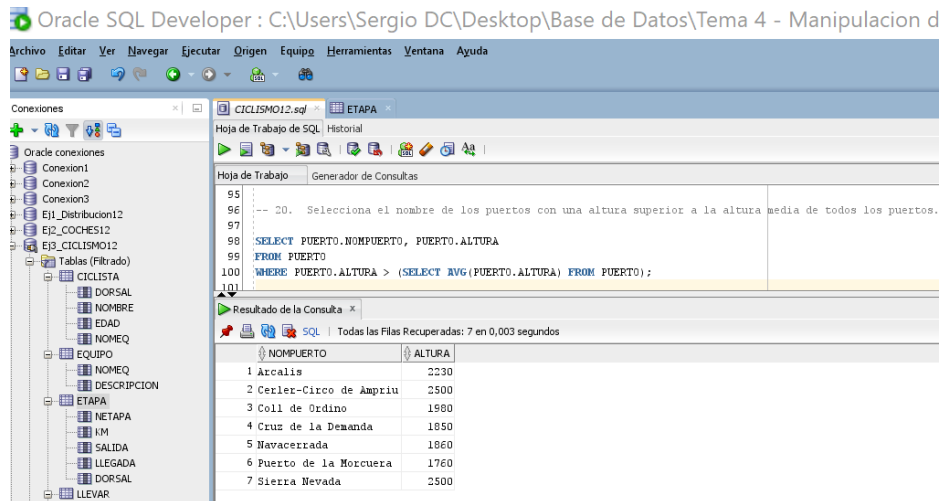 Oracle SQL Developer : C:\Users\Sergio DC\Desktop\Base de Datos\Tema 4 - Manipulacion d
Archivo Editar Ver Navegar Ejecutar Origen Equipo Herramientas Ventana Ayuda
Conexiones
Oracle conexiones
Conexion1
Conexion2
Conexion3
Ej1_Distribucion12
Ej2_COCHES12
Ej3_CICLISMO12
Tablas (Filtrado)
CICLISTA
DORSAL
NOMBRE
EDAD
NOMEQ
EQUIPO
NOMEQ
DESCRIPCION
ETAPA
NETAPA
KM
SALIDA
LLEGADA
DORSAL
LLEVAR
CICLISMO12.sql ETAPA
Hoja de Trabajo de SQL Historial
Hoja de Trabajo Generador de Consultas
95
96 -- 20. Selecciona el nombre de los puertos con una altura superior a la altura media de todos los puertos.
97
98 SELECT PUERTO.NOMPUERTO, PUERTO.ALTURA
99 FROM PUERTO
100 WHERE PUERTO.ALTURA > (SELECT AVG(PUERTO.ALTURA) FROM PUERTO);
101
Resultado de la Consulta x
SQL | Todas las Filas Recuperadas: 7 en 0,003 segundos
NOMPUERTO ALTURA
1 Arcalis 2230
2 Cerler-Circo de Ampriu 2500
3 Coll de Ordino 1980
4 Cruz de la Demanda 1850
5 Navacerrada 1860
6 Puerto de la Morcuera 1760
7 Sierra Nevada 2500